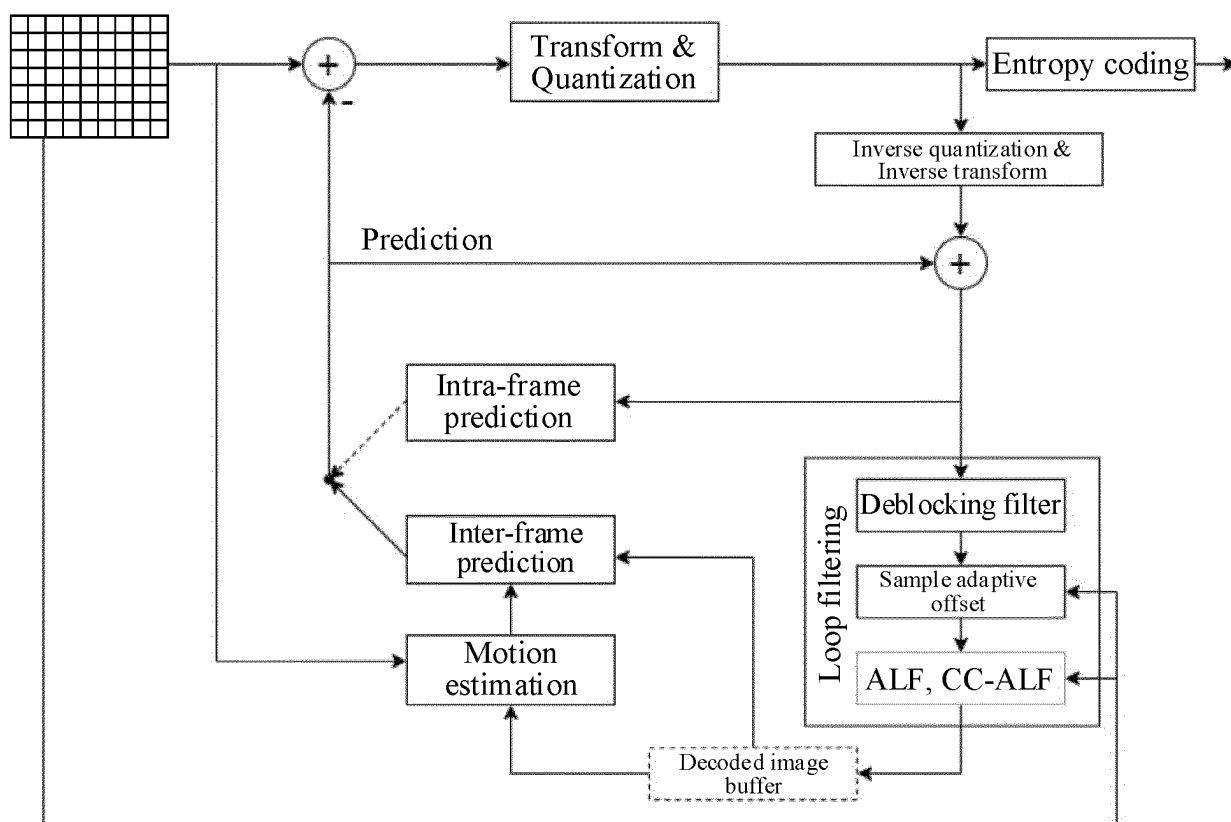 Transform &
Quantization
Entropy coding
+
-
Inverse quantization &
Inverse transform
Prediction
+
Intra-frame
prediction
Loop filtering
Deblocking filter
Inter-frame
prediction
Sample adaptive
offset
Motion
estimation
ALF, CC-ALF
Decoded image
buffer